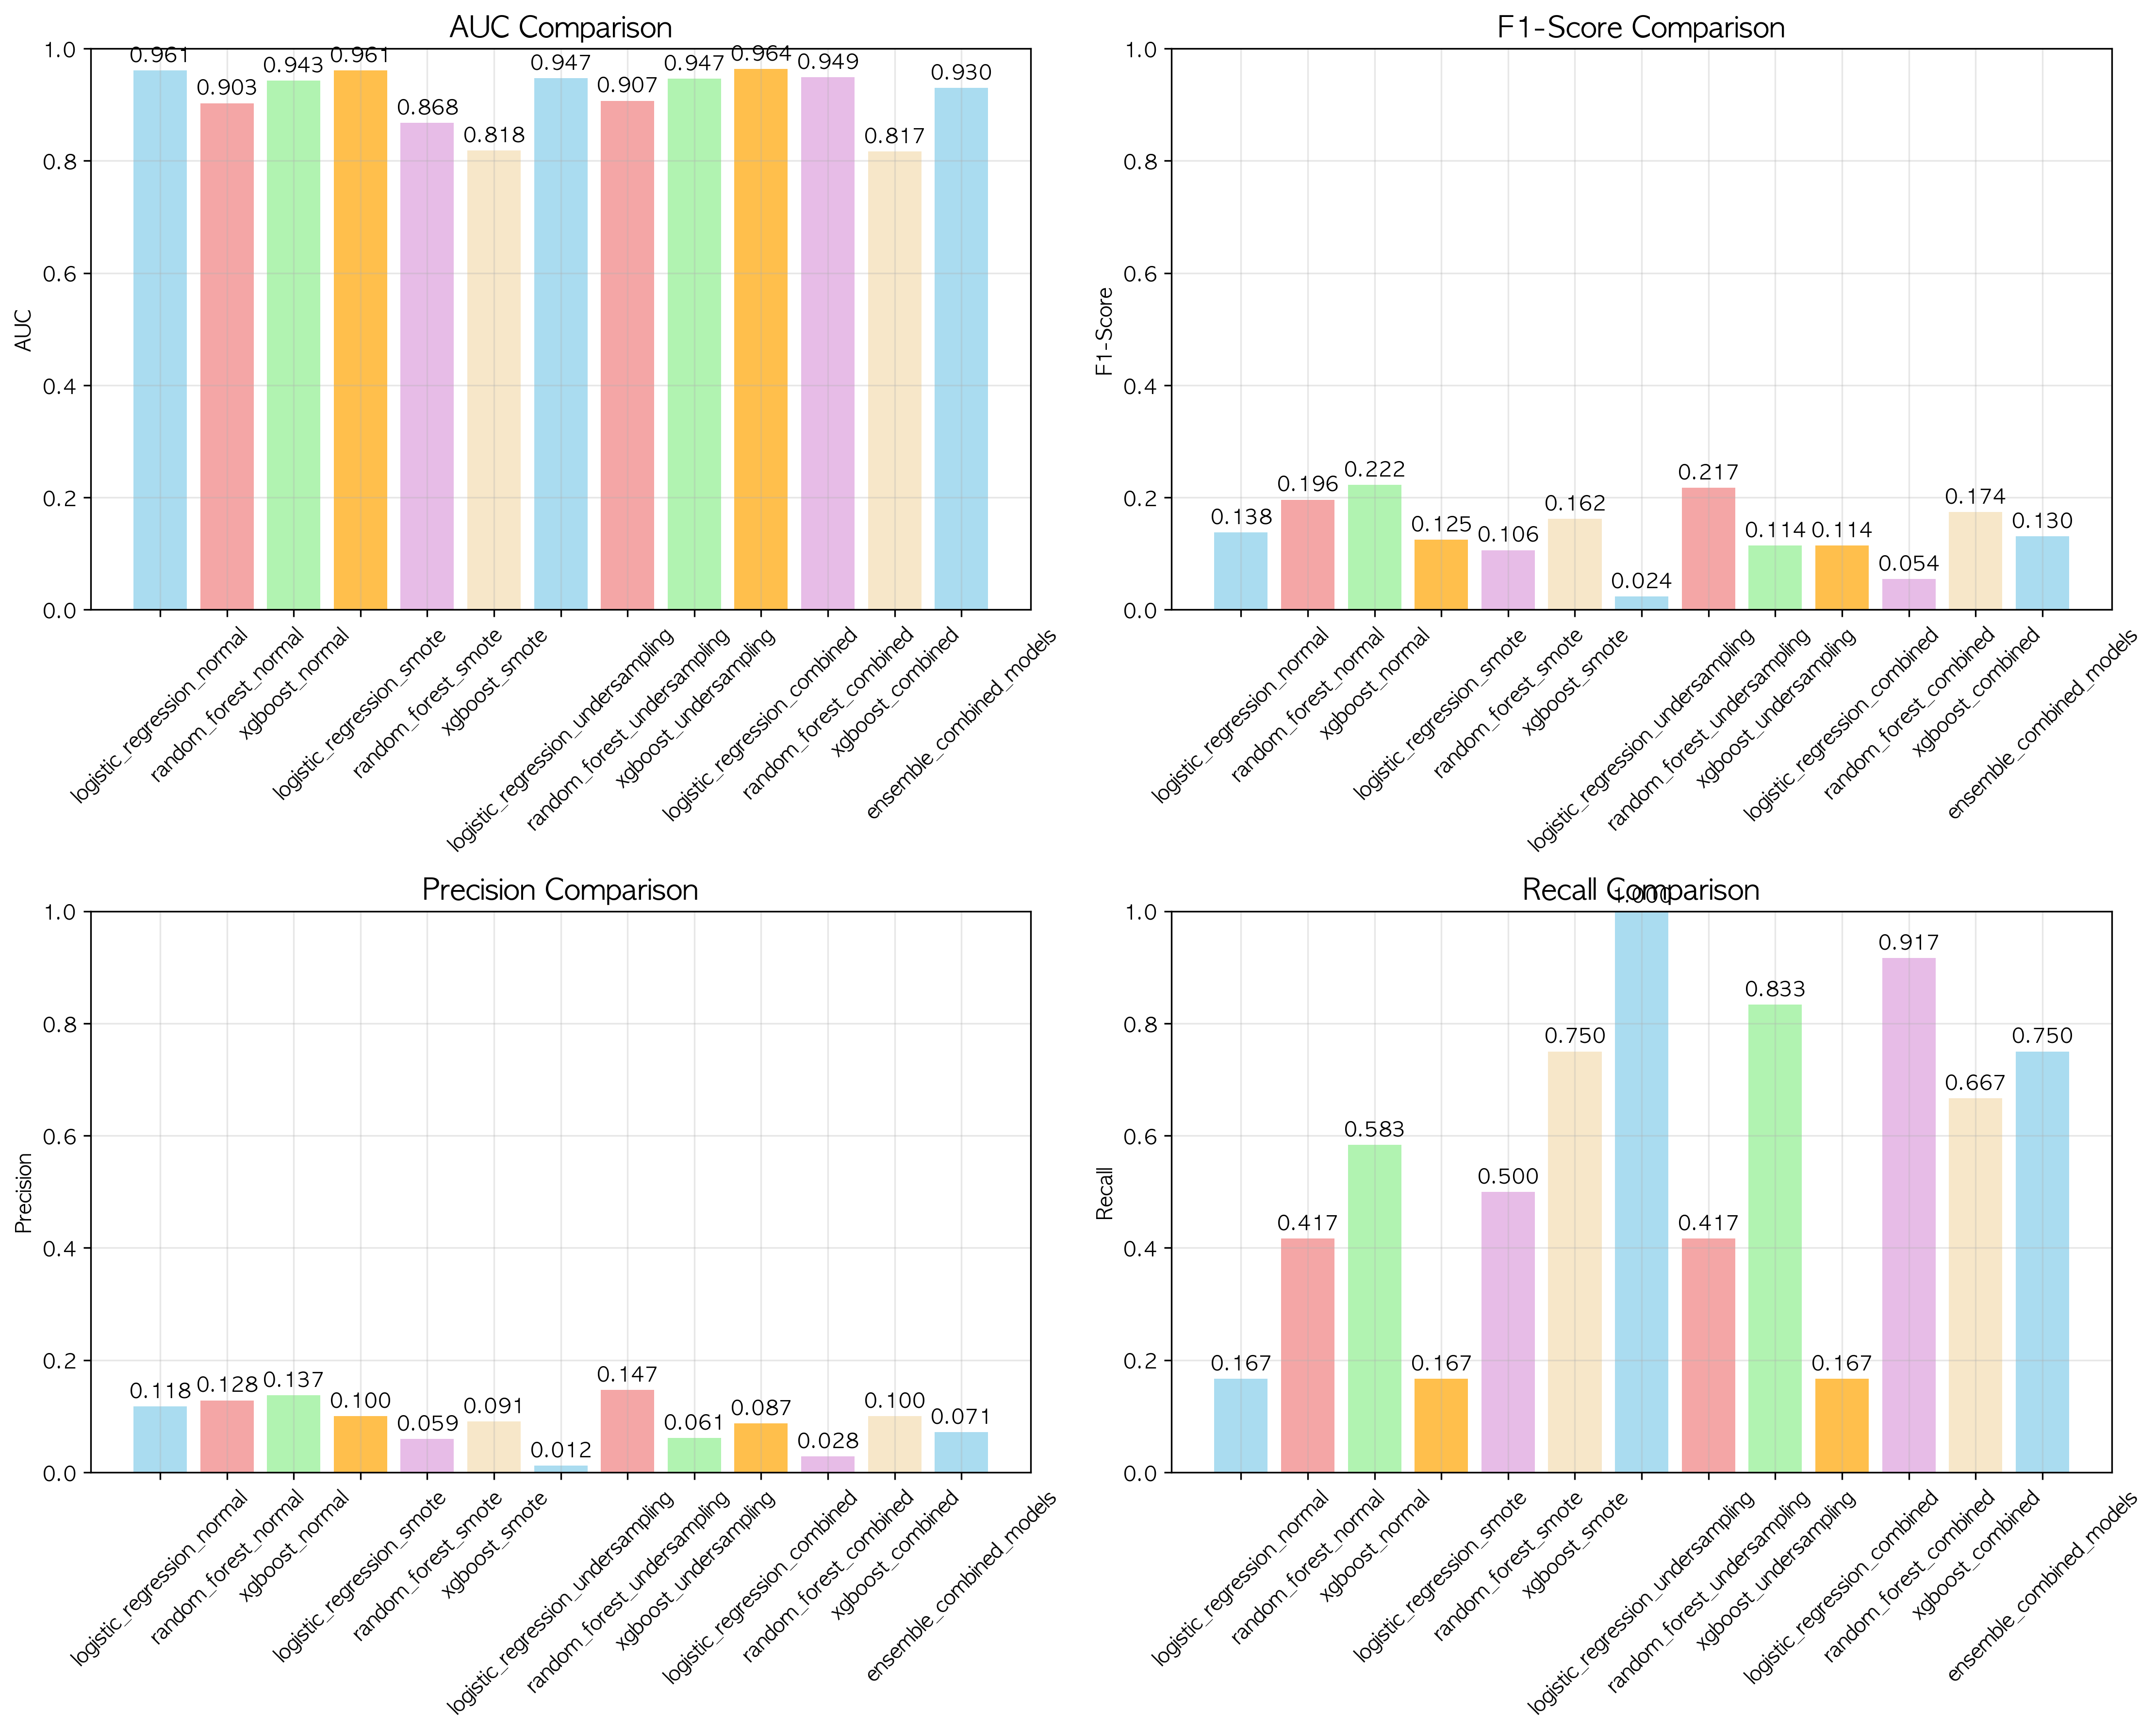 AUC Comparison
AUC
1.0
0.8
0.6
0.4
0.2
0.0
0.961
0.903
0.943
0.961
0.868
0.818
0.947
0.907
0.947
0.964
0.949
0.817
0.930
logistic_regression_normal
random_forest_normal
xgboost_normal
logistic_regression_smote
random_forest_smote
xgboost_smote
logistic_regression_undersampling
random_forest_undersampling
xgboost_undersampling
logistic_regression_combined
random_forest_combined
xgboost_combined
ensemble_combined_models
F1-Score Comparison
F1-Score
1.0
0.8
0.6
0.4
0.2
0.0
0.138
0.196
0.222
0.125
0.106
0.162
0.024
0.217
0.114
0.114
0.054
0.174
0.130
logistic_regression_normal
random_forest_normal
xgboost_normal
logistic_regression_smote
random_forest_smote
xgboost_smote
logistic_regression_undersampling
random_forest_undersampling
xgboost_undersampling
logistic_regression_combined
random_forest_combined
xgboost_combined
ensemble_combined_models
Precision Comparison
Precision
1.0
0.8
0.6
0.4
0.2
0.0
0.118
0.128
0.137
0.100
0.059
0.091
0.012
0.147
0.061
0.087
0.028
0.100
0.071
logistic_regression_normal
random_forest_normal
xgboost_normal
logistic_regression_smote
random_forest_smote
xgboost_smote
logistic_regression_undersampling
random_forest_undersampling
xgboost_undersampling
logistic_regression_combined
random_forest_combined
xgboost_combined
ensemble_combined_models
Recall Comparison
Recall
1.0
0.8
0.6
0.4
0.2
0.0
0.167
0.417
0.583
0.167
0.500
0.750
1.000
0.417
0.833
0.167
0.917
0.667
0.750
logistic_regression_normal
random_forest_normal
xgboost_normal
logistic_regression_smote
random_forest_smote
xgboost_smote
logistic_regression_undersampling
random_forest_undersampling
xgboost_undersampling
logistic_regression_combined
random_forest_combined
xgboost_combined
ensemble_combined_models